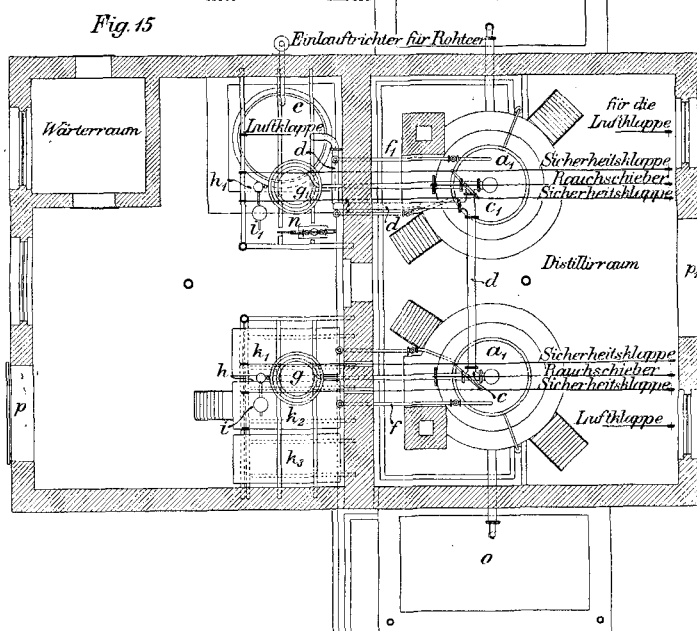 Fig. 15
Einlauftrichter für Rohteer
Wärterraum
e
Luftklappe
d
h₁
g₁
i₁
n
f₁
a₁
c₁
d
für die
Luftklappe
Sicherheitsklappe
Rauchschieber
Sicherheitsklappe
d
Distillirraum
p₁
k₁
h
g
i
k₂
k₃
p
a₁
c
f
Sicherheitsklappe
Rauchschieber
Sicherheitsklappe
Luftklappe
o